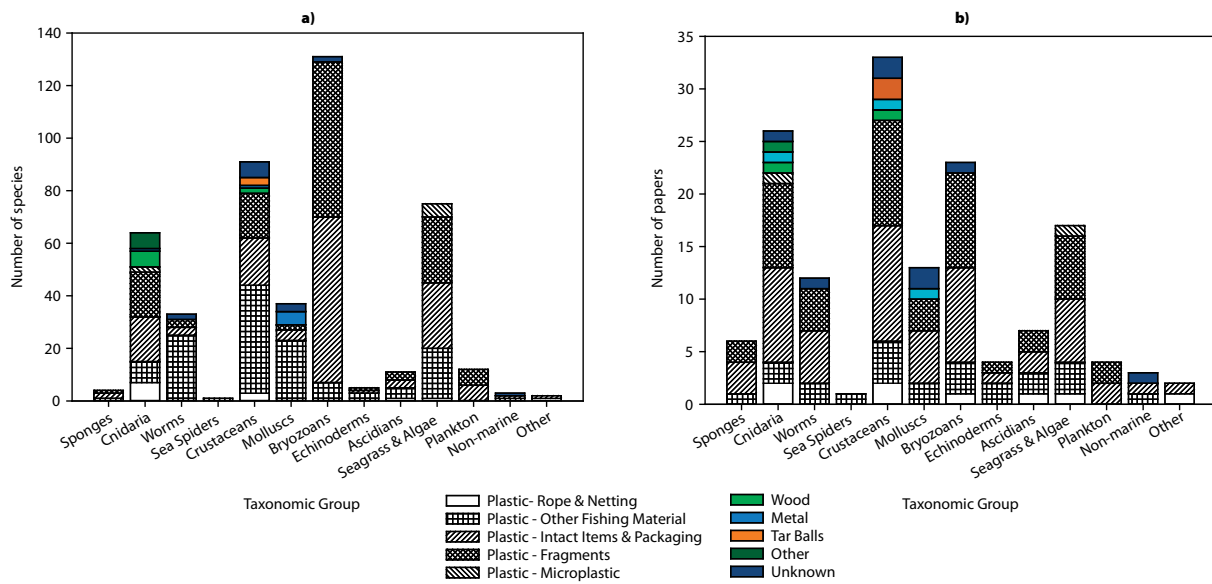 a)
140
120
100
80
60
40
20
0
Number of species
Sponges
Cnidaria
Worms
Sea Spiders
Crustaceans
Molluscs
Bryozoans
Echinoderms
Ascidians
Seagrass & Algae
Plankton
Non-marine
Other
Taxonomic Group
b)
35
30
25
20
15
10
5
0
Number of papers
Sponges
Cnidaria
Worms
Sea Spiders
Crustaceans
Molluscs
Bryozoans
Echinoderms
Ascidians
Seagrass & Algae
Plankton
Non-marine
Other
Taxonomic Group
Plastic- Rope & Netting
Plastic - Other Fishing Material
Plastic - Intact Items & Packaging
Plastic - Fragments
Plastic - Microplastic
Wood
Metal
Tar Balls
Other
Unknown